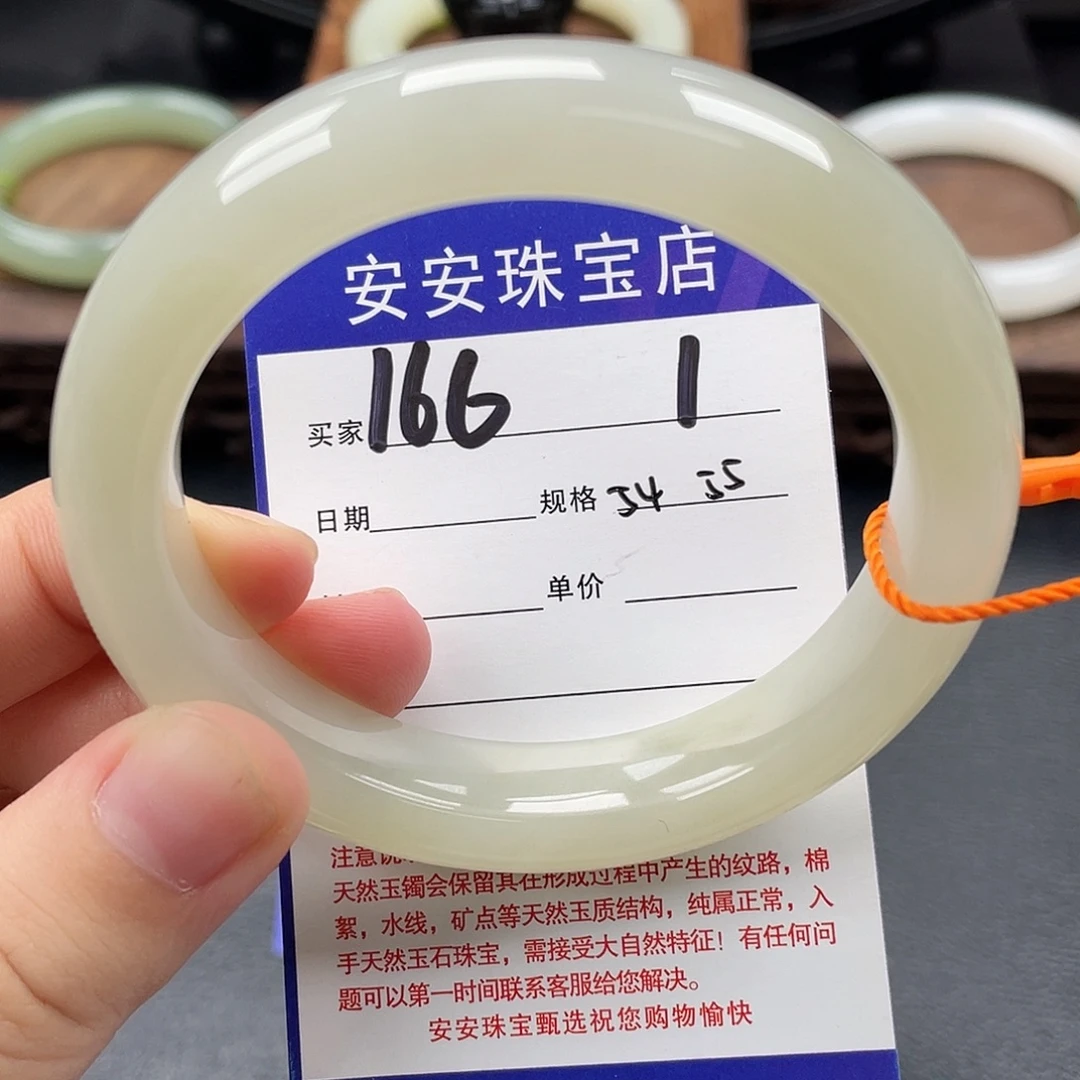 安安珠宝店
买家 166 1
日期 规格 54 55
单价
注意
天然玉镯会保留其在形成过程中产生的纹路，棉
絮，水线，矿点等天然玉质结构，纯属正常，入
手天然玉石珠宝，需接受大自然特征！有任何问
题可以第一时间联系客服给您解决。
安安珠宝甄选祝您购物愉快